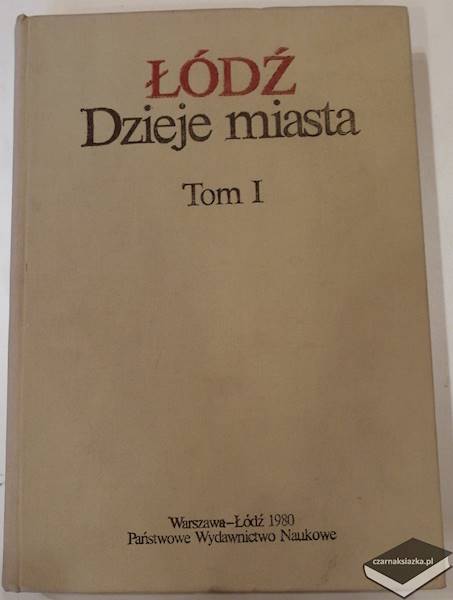 ŁÓDŹ
Dzieje miasta
Tom I
Warszawa–Łódź 1980
Państwowe Wydawnictwo Naukowe
czarnaksiazka.pl